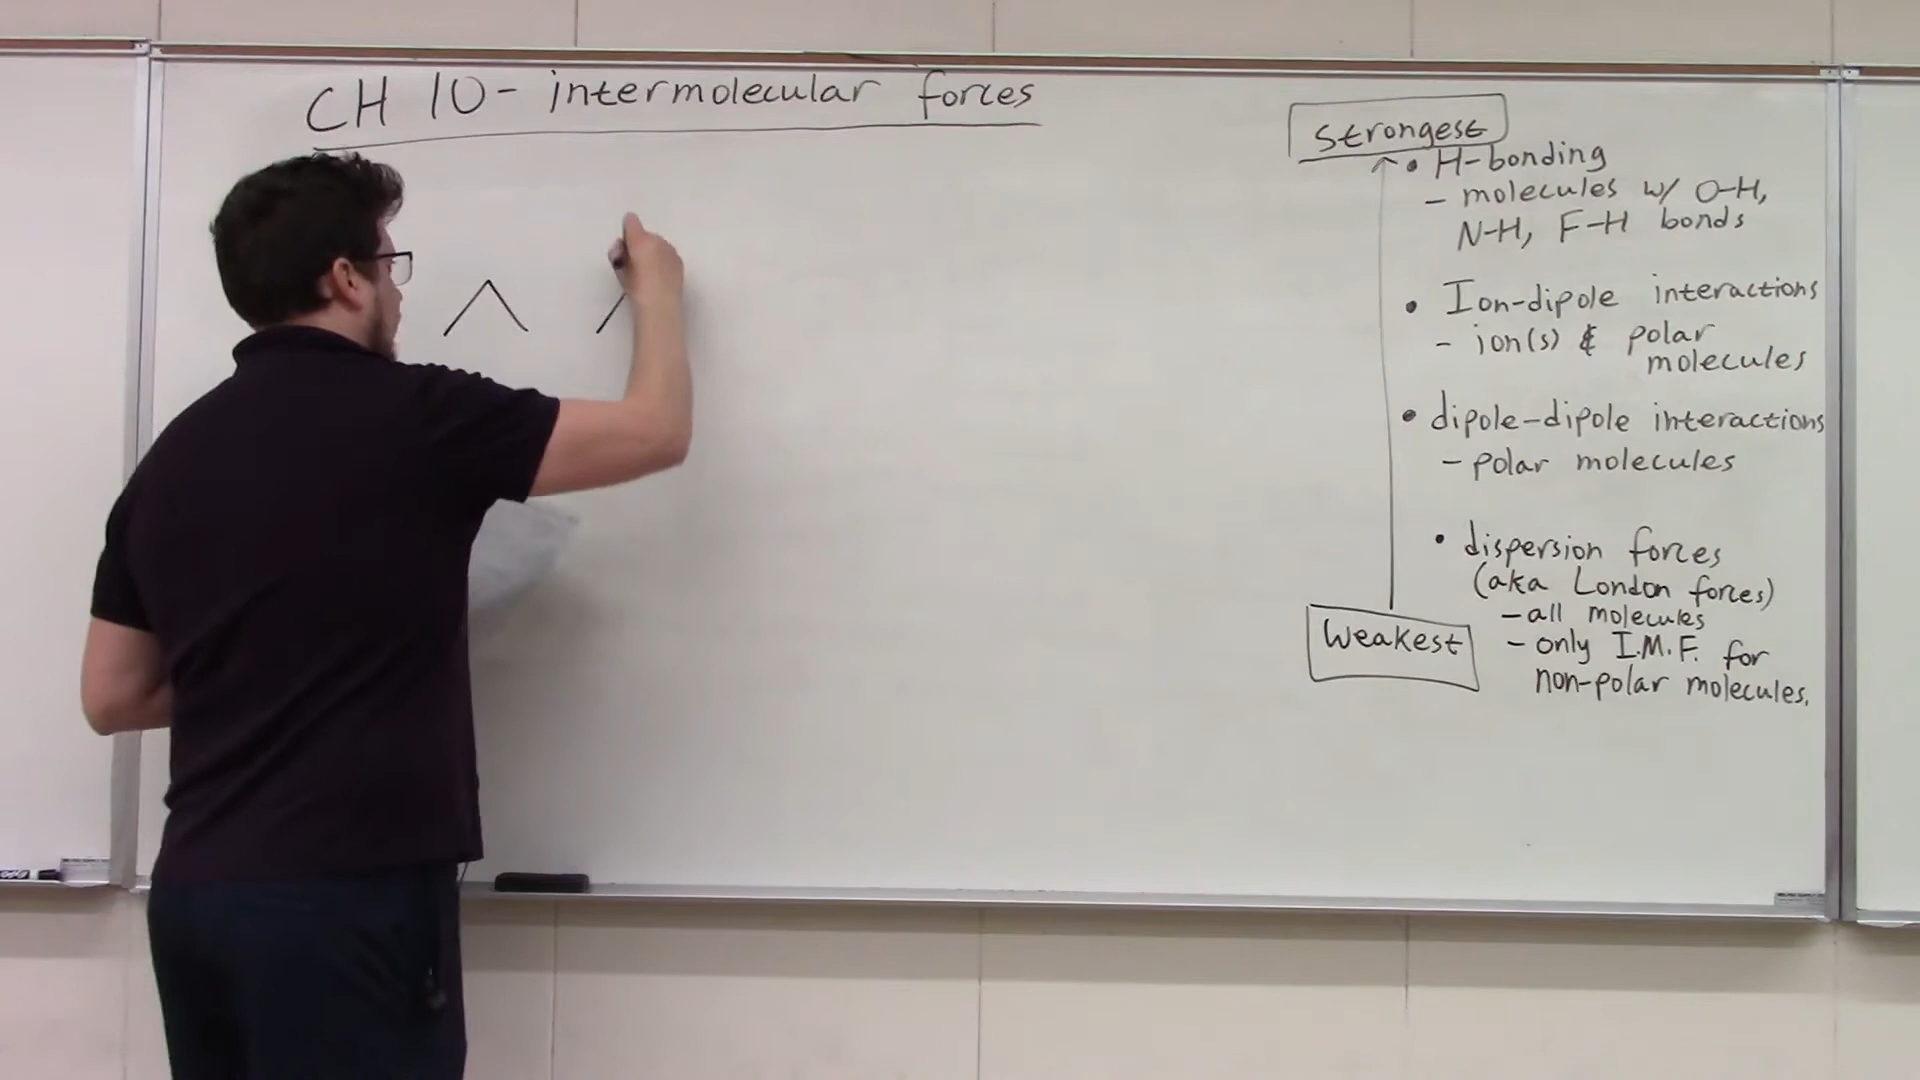 CH 10- intermolecular forces
Strongest
• H-bonding
- molecules w/ O-H,
N-H, F-H bonds
• Ion-dipole interactions
- ion(s) & polar
molecules
• dipole-dipole interactions
- polar molecules
• dispersion forces
(aka London forces)
- all molecules
- only I.M.F. for
non-polar molecules.
Weakest